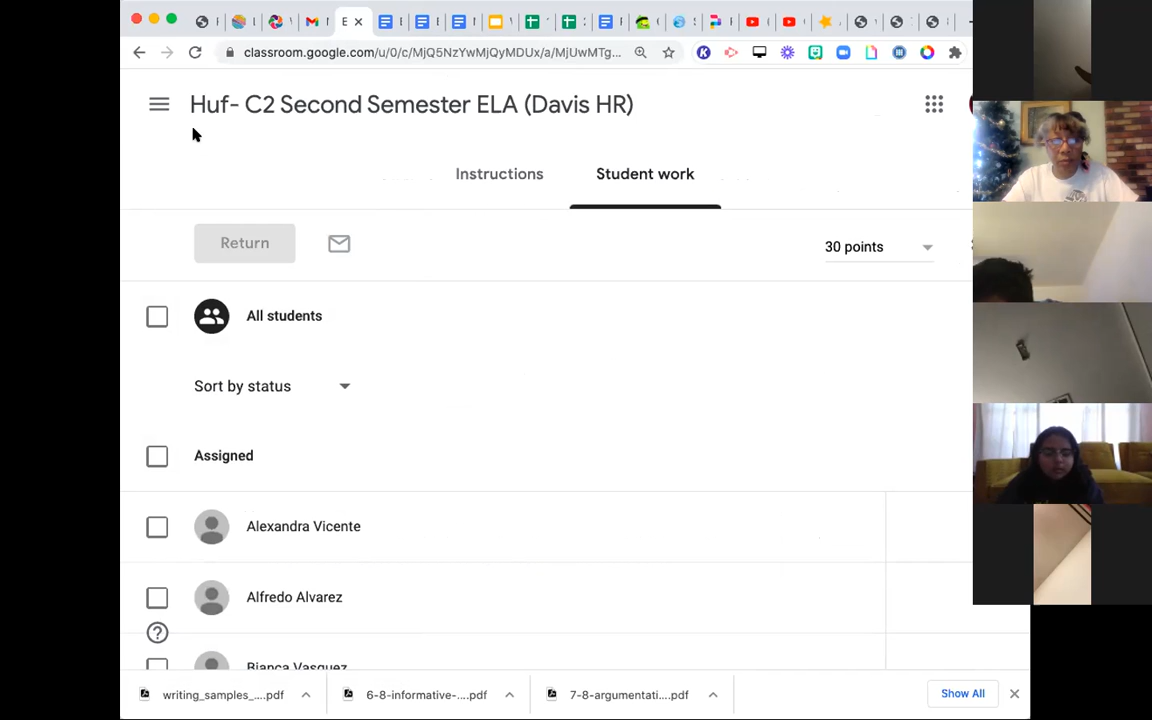 E
classroom.google.com/u/0/c/MjQ5NzYwMjQyMDUx/a/MjUwMTg...
Huf- C2 Second Semester ELA (Davis HR)
Instructions
Student work
Return
30 points
All students
Sort by status
Assigned
Alexandra Vicente
Alfredo Alvarez
Bianca Vasquez
writing_samples_....pdf
6-8-informative-....pdf
7-8-argumentati....pdf
Show All